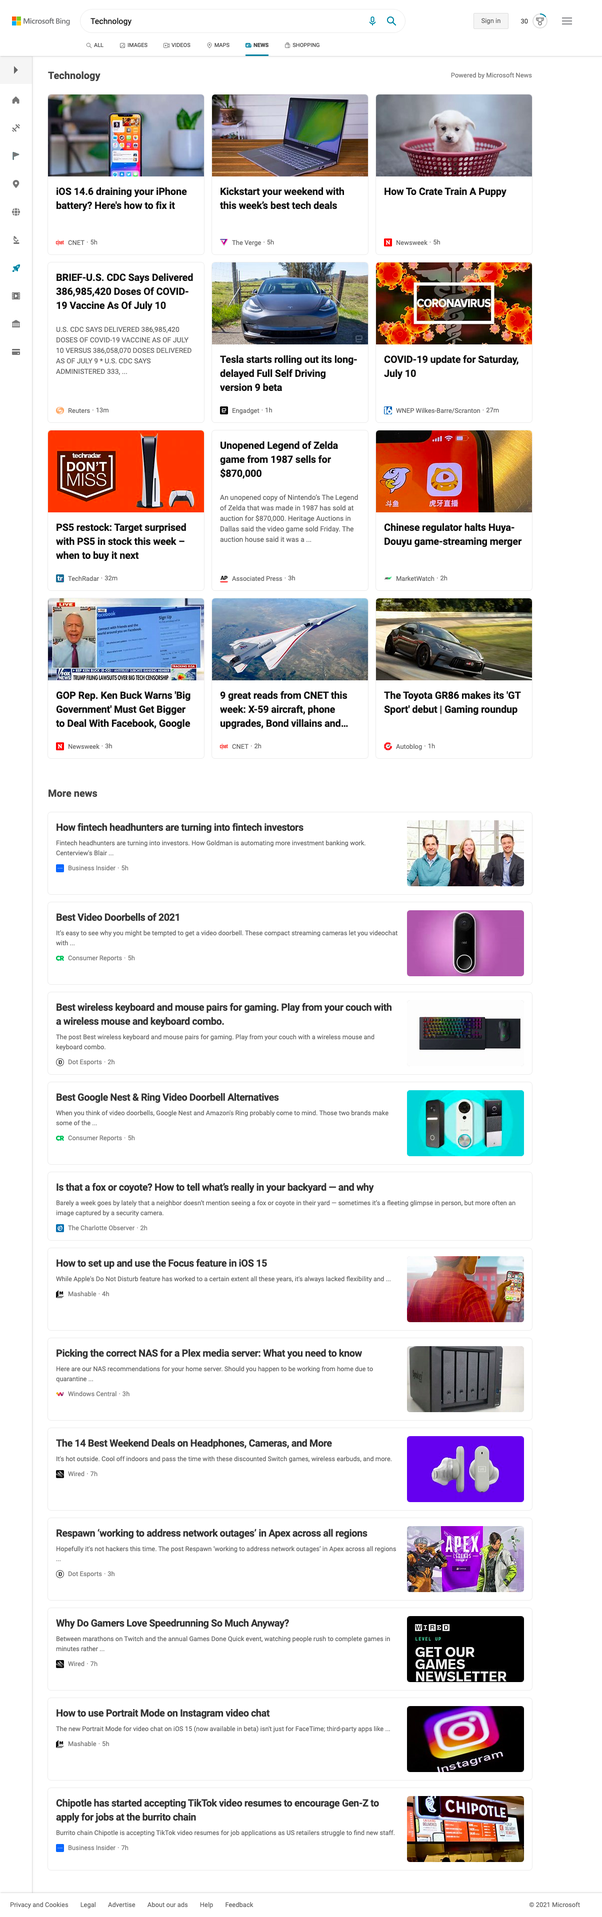 Microsoft Bing
Technology
Sign in
30
ALL
IMAGES
VIDEOS
MAPS
NEWS
SHOPPING
Technology
Powered by Microsoft News
iOS 14.6 draining your iPhone
battery? Here's how to fix it
CNET · 5h
Kickstart your weekend with
this week's best tech deals
The Verge · 5h
How To Crate Train A Puppy
Newsweek · 5h
BRIEF-U.S. CDC Says Delivered
386,985,420 Doses Of COVID-
19 Vaccine As Of July 10
U.S. CDC SAYS DELIVERED 386,985,420
DOSES OF COVID-19 VACCINE AS OF JULY
10 VERSUS 386,058,070 DOSES DELIVERED
AS OF JULY 9 * U.S. CDC SAYS
ADMINISTERED 333, ...
Reuters · 13m
Tesla starts rolling out its long-
delayed Full Self Driving
version 9 beta
Engadget · 1h
CORONAVIRUS
COVID-19 update for Saturday,
July 10
WNEP Wilkes-Barre/Scranton · 27m
techradar
DON'T
MISS
PS5 restock: Target surprised
with PS5 in stock this week –
when to buy it next
TechRadar · 32m
Unopened Legend of Zelda
game from 1987 sells for
$870,000
An unopened copy of Nintendo's The Legend
of Zelda that was made in 1987 has sold at
auction for $870,000. Heritage Auctions in
Dallas said the video game sold Friday. The
auction house said it was a ...
AP Associated Press · 3h
斗鱼
虎牙直播
Chinese regulator halts Huya-
Douyu game-streaming merger
MarketWatch · 2h
LIVE
FOX
NEWS
TRUMP FILING LAWSUITS OVER BIG TECH CENSORSHIP
GOP Rep. Ken Buck Warns 'Big
Government' Must Get Bigger
to Deal With Facebook, Google
Newsweek · 3h
9 great reads from CNET this
week: X-59 aircraft, phone
upgrades, Bond villains and...
CNET · 2h
The Toyota GR86 makes its 'GT
Sport' debut | Gaming roundup
Autoblog · 1h
More news
How fintech headhunters are turning into fintech investors
Fintech headhunters are turning into investors. How Goldman is automating more investment banking work.
Centerview's Blair ...
Business Insider · 5h
Best Video Doorbells of 2021
It's easy to see why you might be tempted to get a video doorbell. These compact streaming cameras let you videochat
with ...
CR Consumer Reports · 5h
Best wireless keyboard and mouse pairs for gaming. Play from your couch with
a wireless mouse and keyboard combo.
The post Best wireless keyboard and mouse pairs for gaming. Play from your couch with a wireless mouse and
keyboard combo.
Dot Esports · 2h
Best Google Nest & Ring Video Doorbell Alternatives
When you think of video doorbells, Google Nest and Amazon's Ring probably come to mind. Those two brands make
some of the ...
CR Consumer Reports · 5h
Is that a fox or coyote? How to tell what's really in your backyard — and why
Barely a week goes by lately that a neighbor doesn't mention seeing a fox or coyote in their yard — sometimes it's a fleeting glimpse in person, but more often an
image captured by a security camera.
The Charlotte Observer · 2h
How to set up and use the Focus feature in iOS 15
While Apple's Do Not Disturb feature has worked to a certain extent all these years, it's always lacked flexibility and ...
Mashable · 4h
Picking the correct NAS for a Plex media server: What you need to know
Here are our NAS recommendations for your home server. Should you happen to be working from home due to
quarantine ...
Windows Central · 3h
The 14 Best Weekend Deals on Headphones, Cameras, and More
It's hot outside. Cool off indoors and pass the time with these discounted Switch games, wireless earbuds, and more.
Wired · 7h
Respawn 'working to address network outages' in Apex across all regions
Hopefully it's not hackers this time. The post Respawn 'working to address network outages' in Apex across all regions
...
Dot Esports · 3h
APEX
LEGENDS
Why Do Gamers Love Speedrunning So Much Anyway?
Between marathons on Twitch and the annual Games Done Quick event, watching people rush to complete games in
minutes rather ...
Wired · 7h
WIRED
LEVEL UP
GET OUR
GAMES
NEWSLETTER
How to use Portrait Mode on Instagram video chat
The new Portrait Mode for video chat on iOS 15 (now available in beta) isn't just for FaceTime; third-party apps like ...
Mashable · 5h
Instagram
Chipotle has started accepting TikTok video resumes to encourage Gen-Z to
apply for jobs at the burrito chain
Burrito chain Chipotle is accepting TikTok video resumes for job applications as US retailers struggle to find new staff.
Business Insider · 7h
CHIPOTLE
Privacy and Cookies
Legal
Advertise
About our ads
Help
Feedback
© 2021 Microsoft